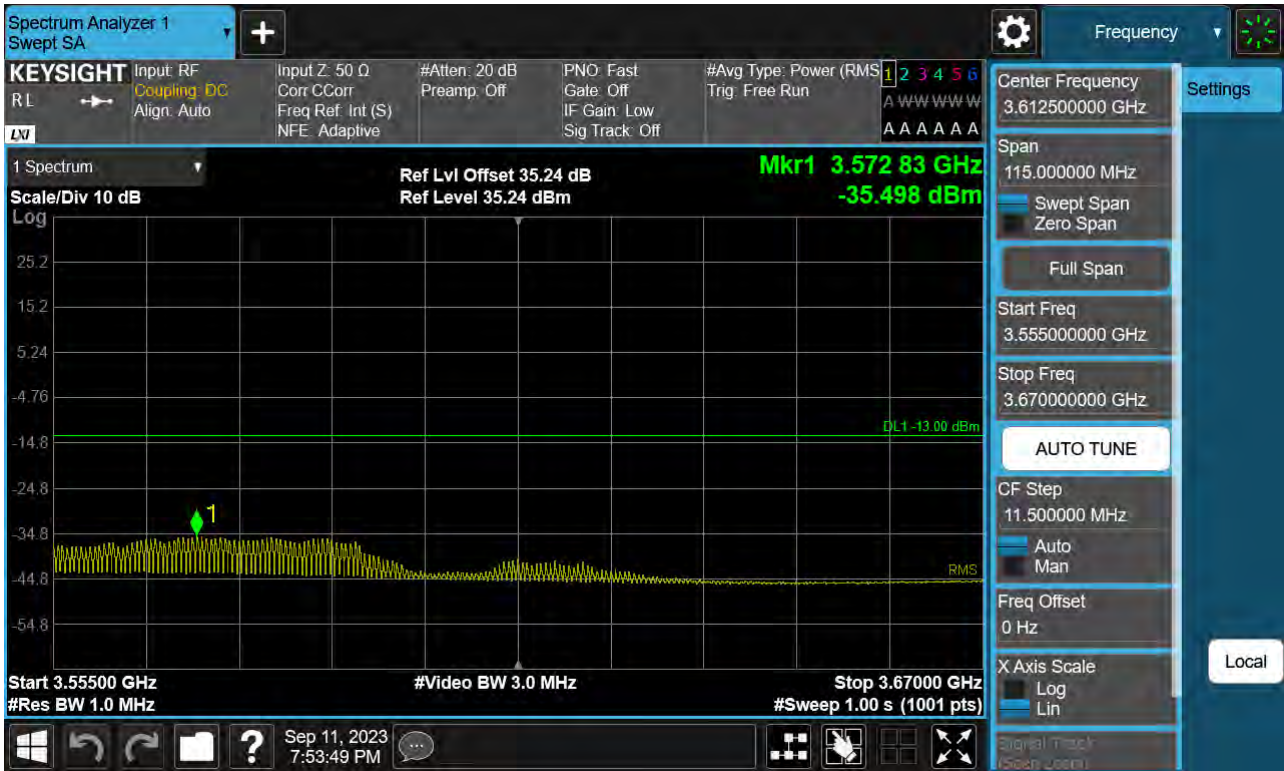 Spectrum Analyzer 1
Swept SA
+
Frequency
KEYSIGHT
RL
LXI
Input: RF
Coupling: DC
Align: Auto
Input Z: 50 Ω
Corr CCorr
Freq Ref: Int (S)
NFE: Adaptive
#Atten: 20 dB
Preamp: Off
PNO: Fast
Gate: Off
IF Gain: Low
Sig Track: Off
#Avg Type: Power (RMS
Trig: Free Run
1 2 3 4 5 6
A W W W W W
A A A A A A
1 Spectrum
Scale/Div 10 dB
Log
Ref Lvl Offset 35.24 dB
Ref Level 35.24 dBm
Mkr1 3.572 83 GHz
-35.498 dBm
25.2
15.2
5.24
-4.76
-14.8
-24.8
-34.8
-44.8
-54.8
DL1 -13.00 dBm
1
RMS
Start 3.55500 GHz
#Res BW 1.0 MHz
#Video BW 3.0 MHz
Stop 3.67000 GHz
#Sweep 1.00 s (1001 pts)
Center Frequency
3.612500000 GHz
Span
115.000000 MHz
Swept Span
Zero Span
Full Span
Start Freq
3.555000000 GHz
Stop Freq
3.670000000 GHz
AUTO TUNE
CF Step
11.500000 MHz
Auto
Man
Freq Offset
0 Hz
X Axis Scale
Log
Lin
Signal Track
(Span Zoom)
Settings
Local
?
Sep 11, 2023
7:53:49 PM